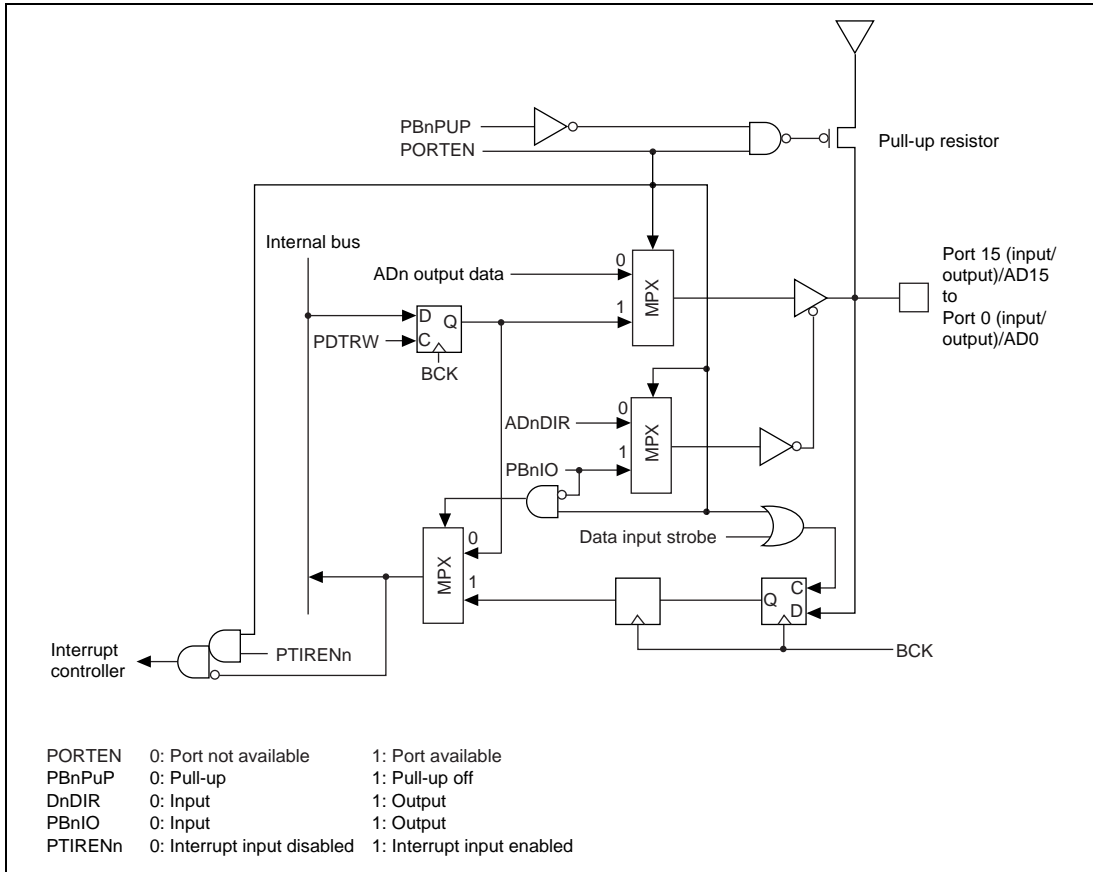 PBnPUP
PORTEN
Pull-up resistor
Internal bus
ADn output data
0
1
MPX
Port 15 (input/
output)/AD15
to
Port 0 (input/
output)/AD0
D
Q
PDTRW
C
BCK
ADnDIR
0
1
MPX
PBnIO
Data input strobe
MPX
0
1
Q
C
D
BCK
Interrupt
controller
PTIRENn
PORTEN 0: Port not available 1: Port available
PBnPuP 0: Pull-up 1: Pull-up off
DnDIR 0: Input 1: Output
PBnIO 0: Input 1: Output
PTIRENn 0: Interrupt input disabled 1: Interrupt input enabled